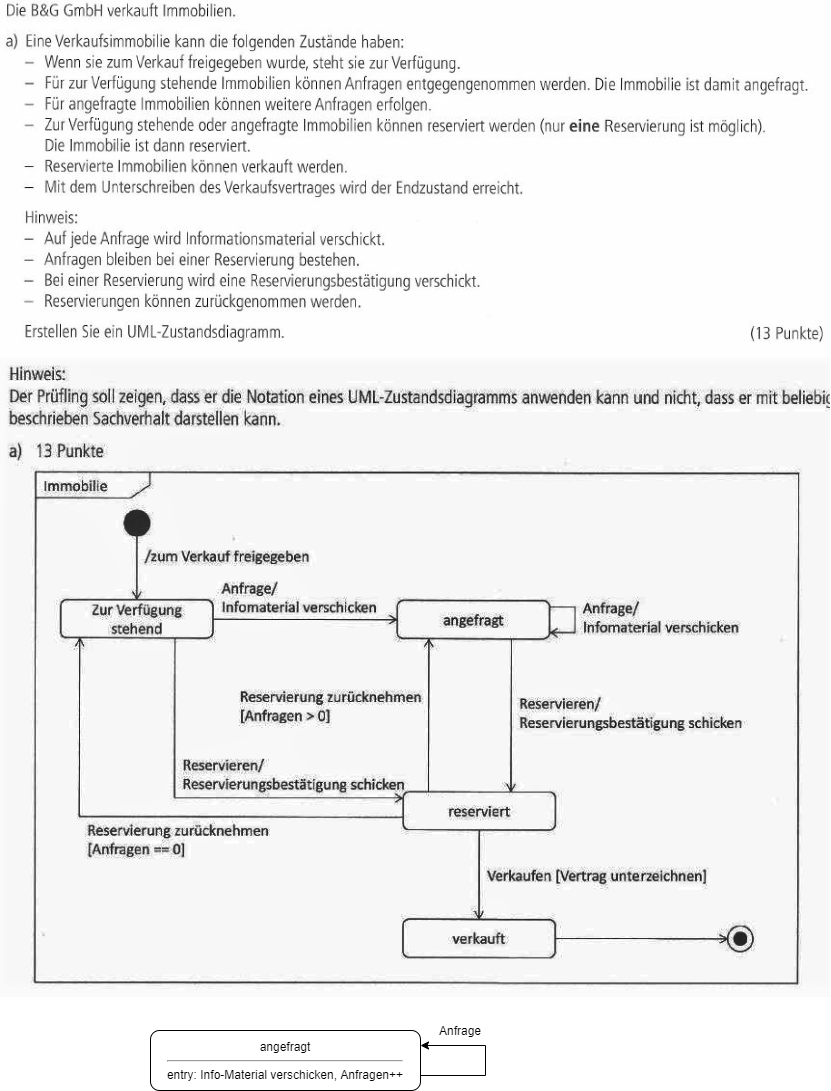 Die B&G GmbH verkauft Immobilien.
a) Eine Verkaufsimmobilie kann die folgenden Zustände haben:
– Wenn sie zum Verkauf freigegeben wurde, steht sie zur Verfügung.
– Für zur Verfügung stehende Immobilien können Anfragen entgegengenommen werden. Die Immobilie ist damit angefragt.
– Für angefragte Immobilien können weitere Anfragen erfolgen.
– Zur Verfügung stehende oder angefragte Immobilien können reserviert werden (nur eine Reservierung ist möglich).
Die Immobilie ist dann reserviert.
– Reservierte Immobilien können verkauft werden.
– Mit dem Unterschreiben des Verkaufsvertrages wird der Endzustand erreicht.
Hinweis:
– Auf jede Anfrage wird Informationsmaterial verschickt.
– Anfragen bleiben bei einer Reservierung bestehen.
– Bei einer Reservierung wird eine Reservierungsbestätigung verschickt.
– Reservierungen können zurückgenommen werden.
Erstellen Sie ein UML-Zustandsdiagramm. (13 Punkte)
Hinweis:
Der Prüfling soll zeigen, dass er die Notation eines UML-Zustandsdiagramms anwenden kann und nicht, dass er mit beliebig
beschrieben Sachverhalt darstellen kann.
a) 13 Punkte
Immobilie
/zum Verkauf freigegeben
Zur Verfügung
stehend
Anfrage/
Infomaterial verschicken
angefragt
Anfrage/
Infomaterial verschicken
Reservierung zurücknehmen
[Anfragen > 0]
Reservieren/
Reservierungsbestätigung schicken
Reservieren/
Reservierungsbestätigung schicken
reserviert
Reservierung zurücknehmen
[Anfragen == 0]
Verkaufen [Vertrag unterzeichnen]
verkauft
Anfrage
angefragt
entry: Info-Material verschicken, Anfragen++